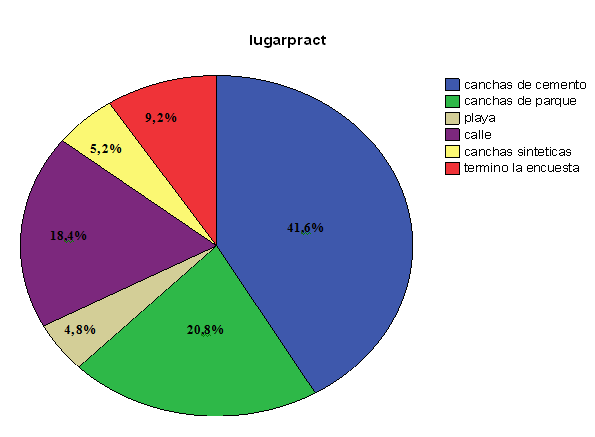 lugarpract
canchas de cemento
canchas de parque
playa
calle
canchas sinteticas
termino la encuesta
9,2%
5,2%
41,6%
18,4%
4,8%
20,8%